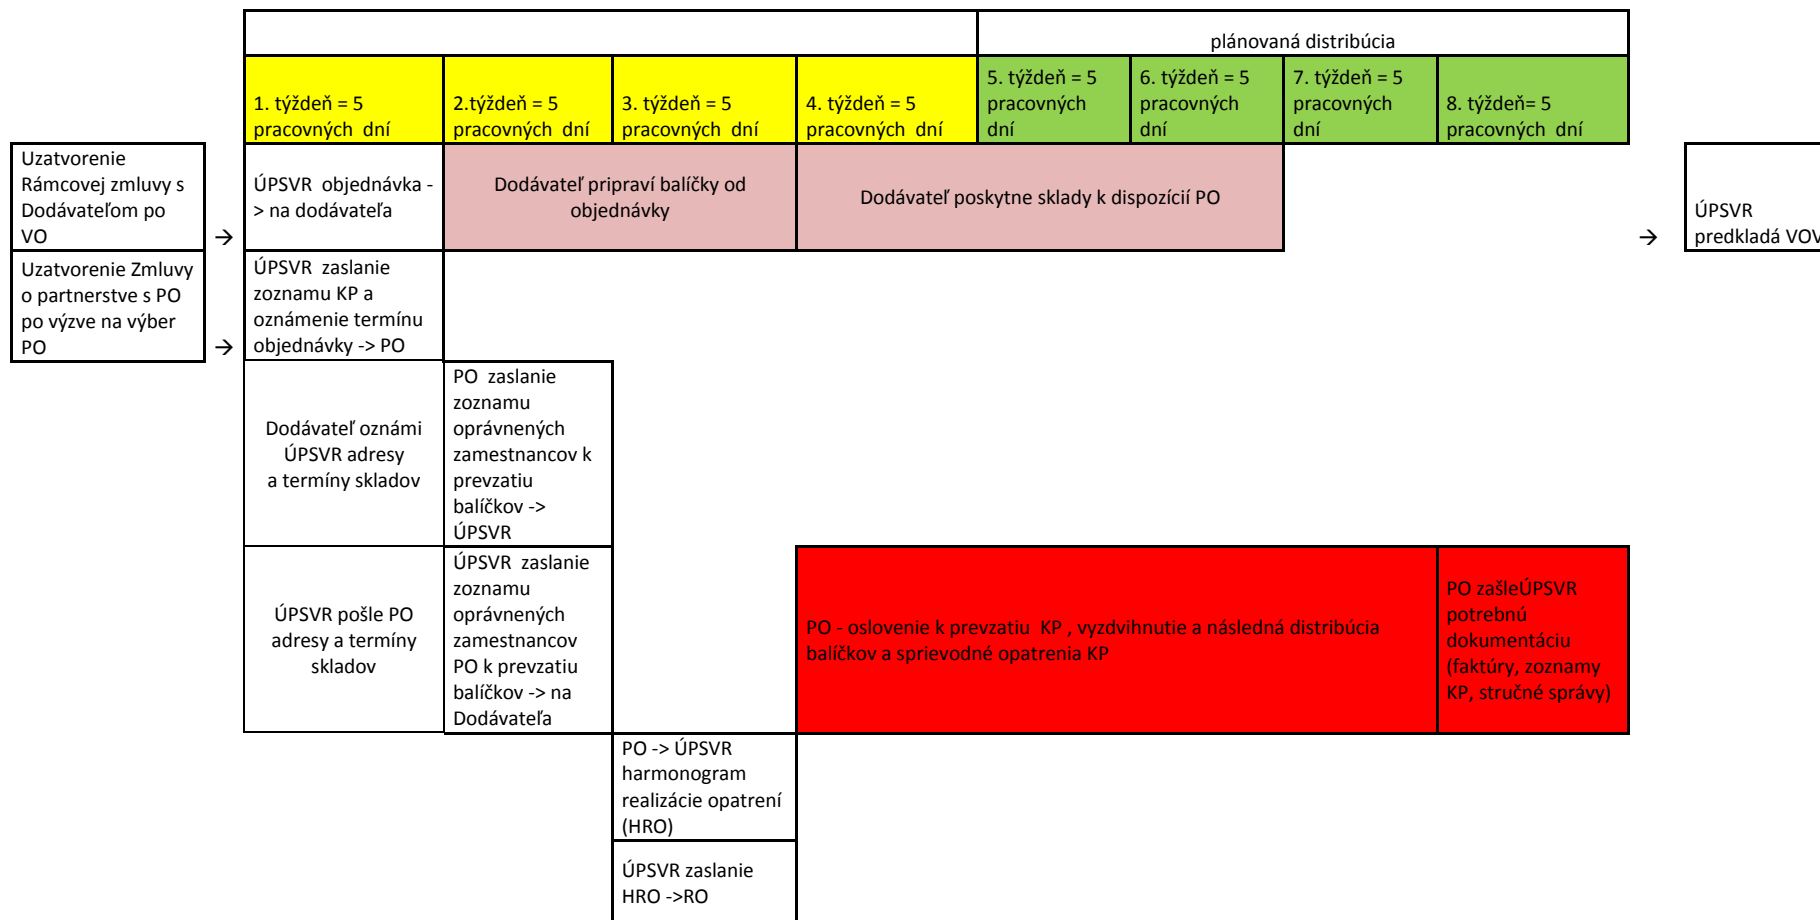 plánovaná distribúcia
1. týždeň = 5
pracovných dní
2.týždeň = 5
pracovných dní
3. týždeň = 5
pracovných dní
4. týždeň = 5
pracovných dní
5. týždeň = 5
pracovných
dní
6. týždeň = 5
pracovných
dní
7. týždeň = 5
pracovných
dní
8. týždeň= 5
pracovných dní
Uzatvorenie
Rámcovej zmluvy s
Dodávateľom po
VO
→
ÚPSVR objednávka -
> na dodávateľa
Dodávateľ pripraví balíčky od
objednávky
Dodávateľ poskytne sklady k dispozícií PO
→
ÚPSVR
predkladá VOV
Uzatvorenie Zmluvy
o partnerstve s PO
po výzve na výber
PO
→
ÚPSVR zaslanie
zoznamu KP a
oznámenie termínu
objednávky -> PO
Dodávateľ oznámi
ÚPSVR adresy
a termíny skladov
PO zaslanie
zoznamu
oprávnených
zamestnancov k
prevzatiu
balíčkov ->
ÚPSVR
ÚPSVR pošle PO
adresy a termíny
skladov
ÚPSVR zaslanie
zoznamu
oprávnených
zamestnancov
PO k prevzatiu
balíčkov -> na
Dodávateľa
PO - oslovenie k prevzatiu KP , vyzdvihnutie a následná distribúcia
balíčkov a sprievodné opatrenia KP
PO zašleÚPSVR
potrebnú
dokumentáciu
(faktúry, zoznamy
KP, stručné správy)
PO -> ÚPSVR
harmonogram
realizácie opatrení
(HRO)
ÚPSVR zaslanie
HRO ->RO